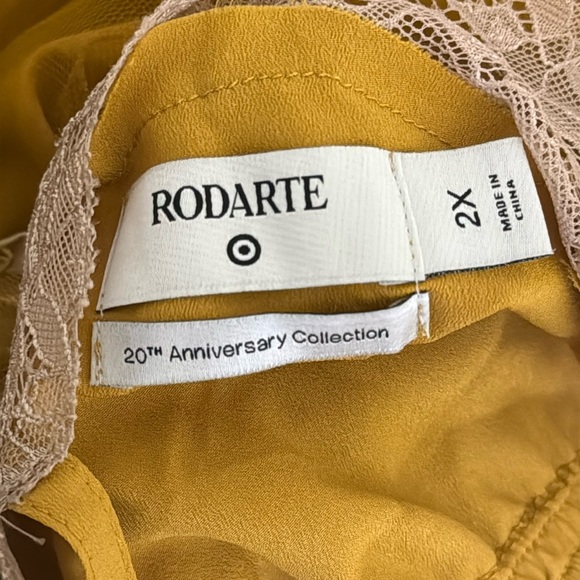 RODARTE
2X
MADE IN
CHINA
20TH Anniversary Collection